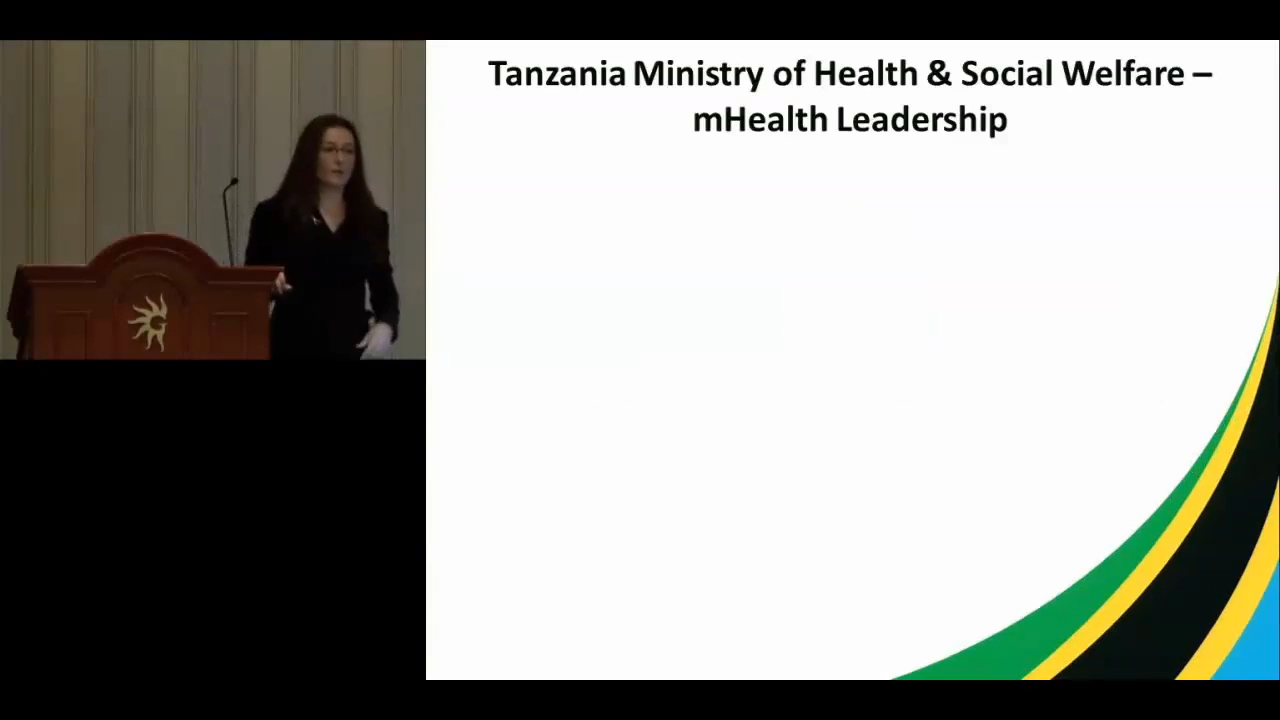 Tanzania Ministry of Health & Social Welfare –
mHealth Leadership